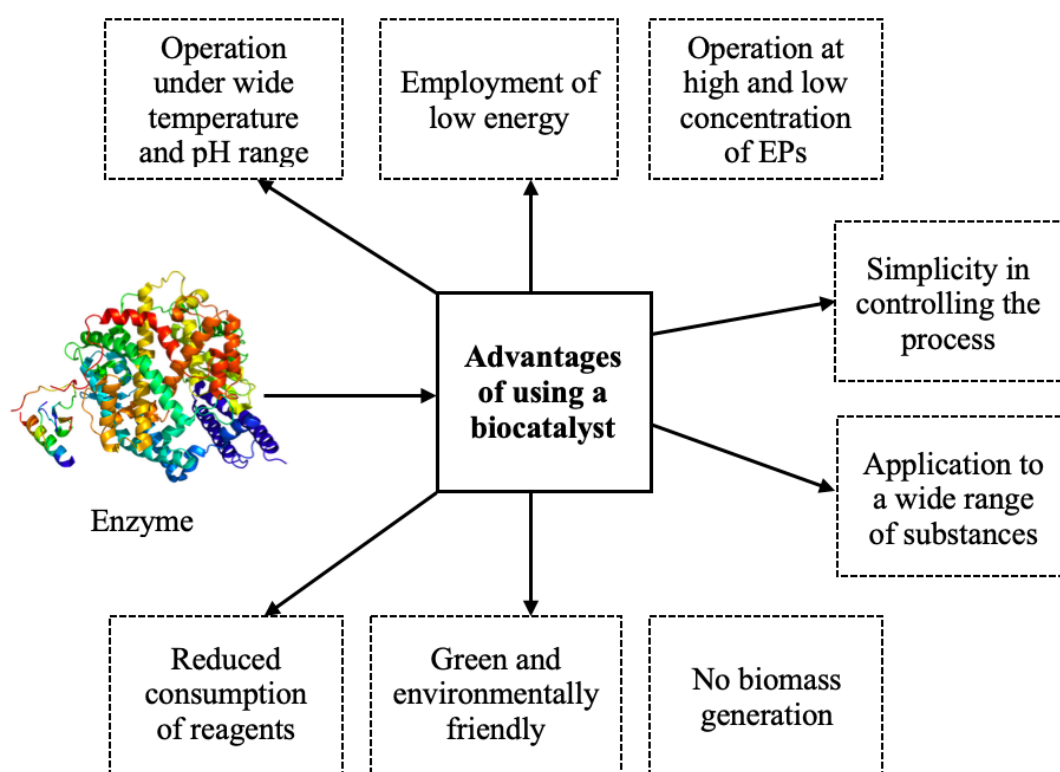 Operation
under wide
temperature
and pH range
Employment of
low energy
Operation at
high and low
concentration
of EPs
Simplicity in
controlling the
process
Advantages
of using a
biocatalyst
Enzyme
Application to
a wide range
of substances
Reduced
consumption
of reagents
Green and
environmentally
friendly
No biomass
generation